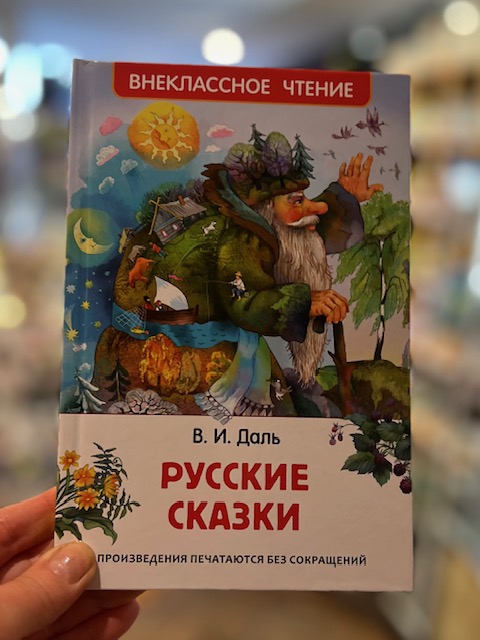 ВНЕКЛАССНОЕ ЧТЕНИЕ
В. И. Даль
РУССКИЕ
СКАЗКИ
ПРОИЗВЕДЕНИЯ ПЕЧАТАЮТСЯ БЕЗ СОКРАЩЕНИЙ